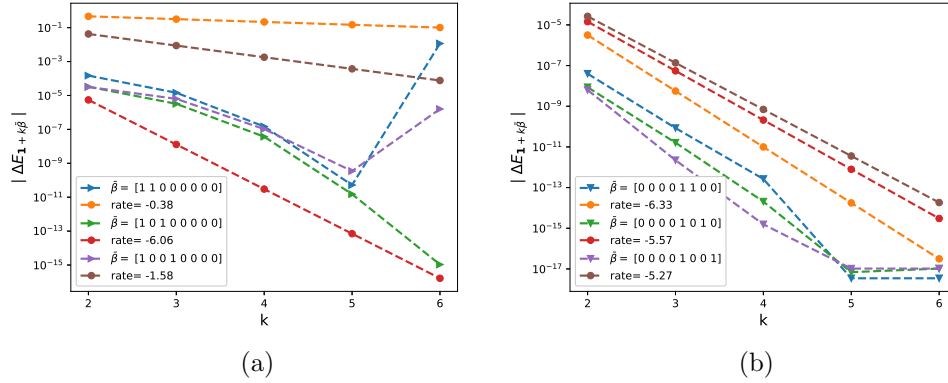 | ΔE₁ ₊ ₖβ̄ |
10⁻¹
10⁻³
10⁻⁵
10⁻⁷
10⁻⁹
10⁻¹¹
10⁻¹³
10⁻¹⁵
β̄ = [1 1 0 0 0 0 0 0]
rate= -0.38
β̄ = [1 0 1 0 0 0 0 0]
rate= -6.06
β̄ = [1 0 0 1 0 0 0 0]
rate= -1.58
2 3 4 5 6
k
(a)
| ΔE₁ ₊ ₖβ̄ |
10⁻⁵
10⁻⁷
10⁻⁹
10⁻¹¹
10⁻¹³
10⁻¹⁵
10⁻¹⁷
β̄ = [0 0 0 0 1 1 0 0]
rate= -6.33
β̄ = [0 0 0 0 1 0 1 0]
rate= -5.57
β̄ = [0 0 0 0 1 0 0 1]
rate= -5.27
2 3 4 5 6
k
(b)